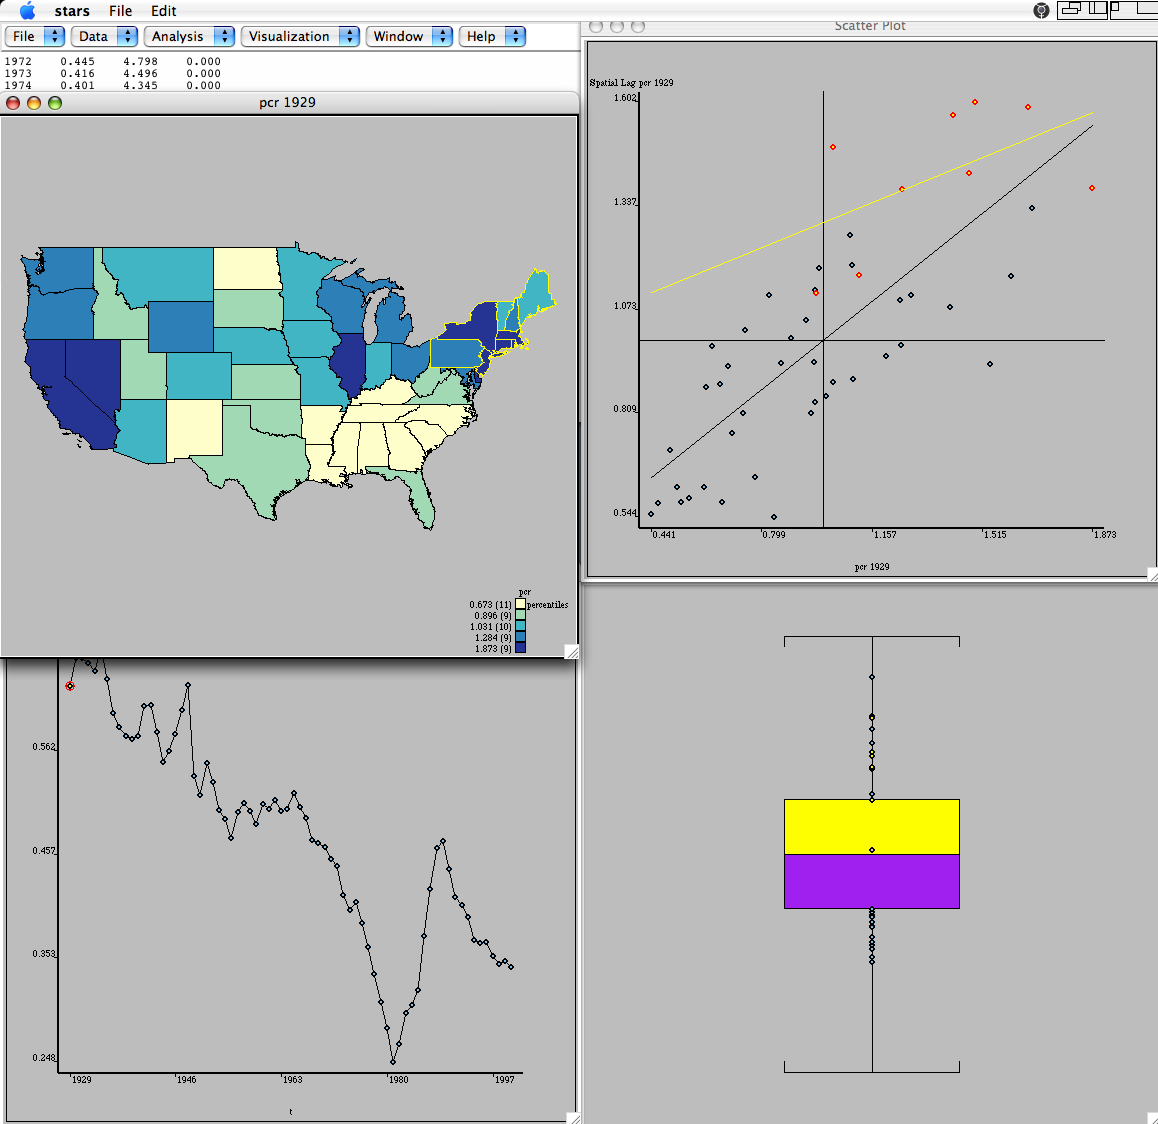 stars File Edit
File Data Analysis Visualization Window Help
1972 0.445 4.798 0.000
1973 0.416 4.496 0.000
1974 0.401 4.345 0.000
pcr 1929
pcr
0.673 (11) percentiles
0.896 (9)
1.031 (10)
1.284 (9)
1.873 (9)
Scatter Plot
Spatial Lag pcr 1929
1.602
1.337
1.073
0.809
0.544
0.441 0.799 1.157 1.515 1.873
pcr 1929
0.562
0.457
0.353
0.248
1929 1946 1963 1980 1997
t